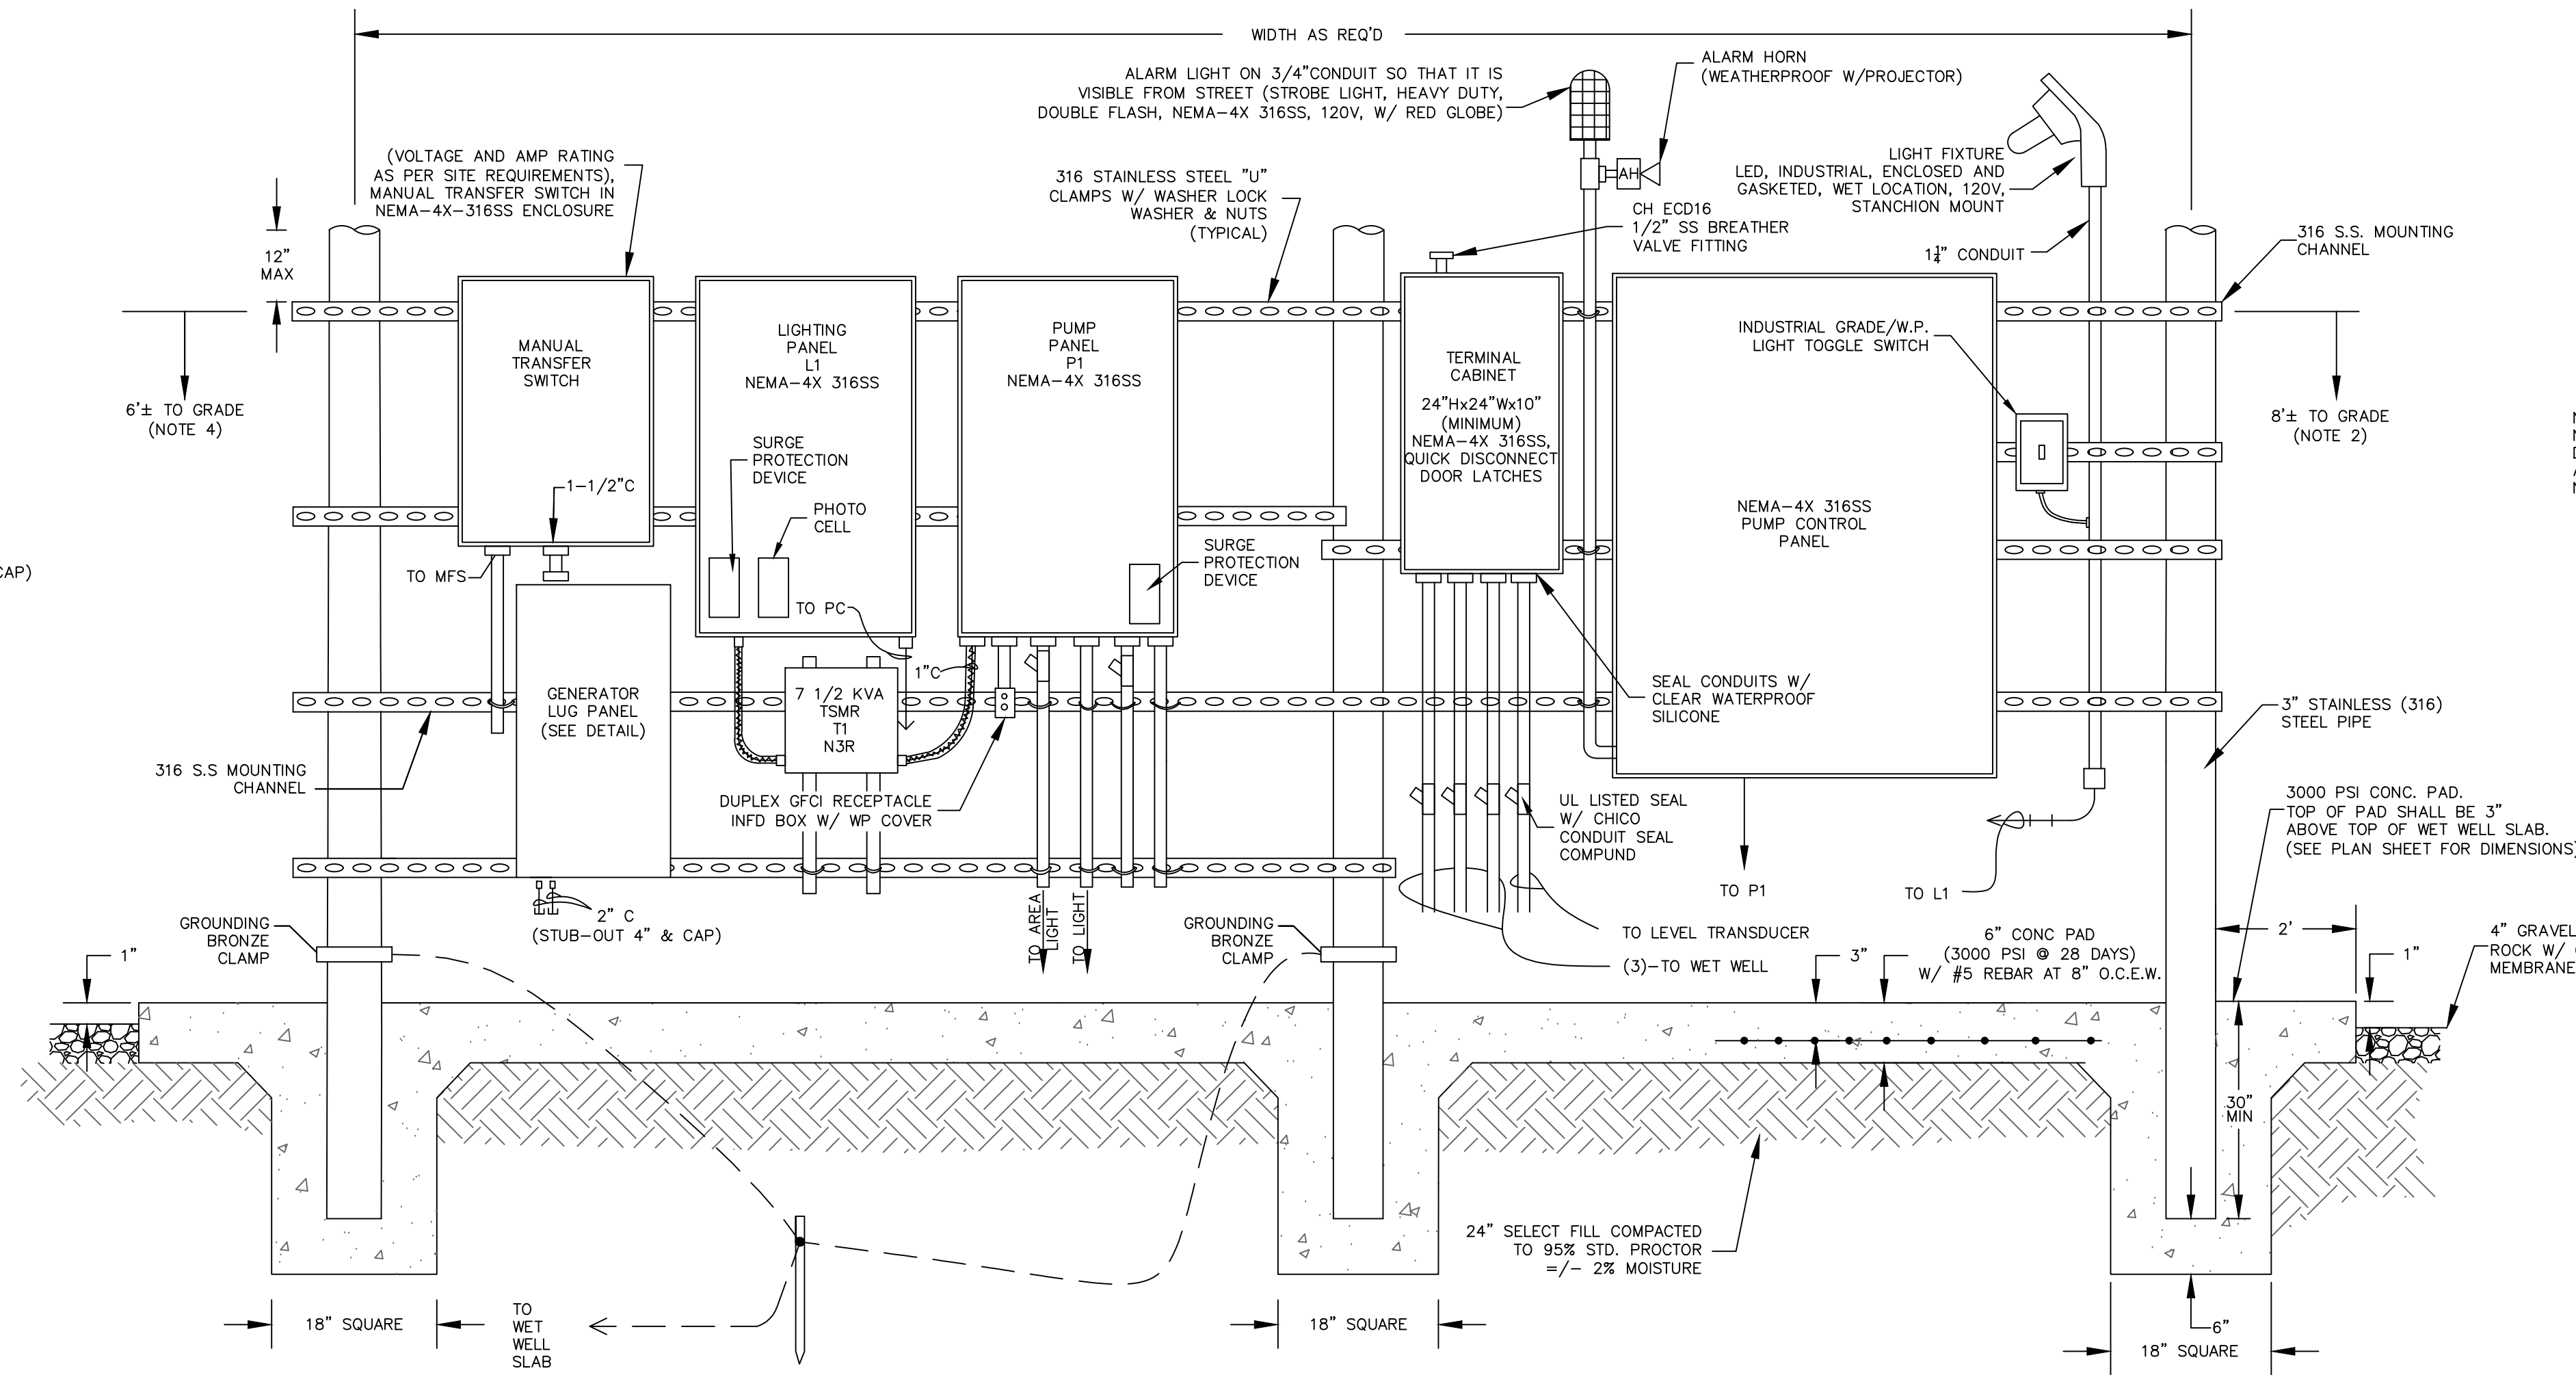 WIDTH AS REQ'D
ALARM LIGHT ON 3/4"CONDUIT SO THAT IT IS
VISIBLE FROM STREET (STROBE LIGHT, HEAVY DUTY,
DOUBLE FLASH, NEMA-4X 316SS, 120V, W/ RED GLOBE)
ALARM HORN
(WEATHERPROOF W/PROJECTOR)
AH
(VOLTAGE AND AMP RATING
AS PER SITE REQUIREMENTS),
MANUAL TRANSFER SWITCH IN
NEMA-4X-316SS ENCLOSURE
316 STAINLESS STEEL "U"
CLAMPS W/ WASHER LOCK
WASHER & NUTS
(TYPICAL)
LIGHT FIXTURE
LED, INDUSTRIAL, ENCLOSED AND
GASKETED, WET LOCATION, 120V,
STANCHION MOUNT
CH ECD16
1/2" SS BREATHER
VALVE FITTING
1¼" CONDUIT
316 S.S. MOUNTING
CHANNEL
12"
MAX
6'± TO GRADE
(NOTE 4)
MANUAL
TRANSFER
SWITCH
LIGHTING
PANEL
L1
NEMA-4X 316SS
PUMP
PANEL
P1
NEMA-4X 316SS
TERMINAL
CABINET
24"Hx24"Wx10"
(MINIMUM)
NEMA-4X 316SS,
QUICK DISCONNECT
DOOR LATCHES
INDUSTRIAL GRADE/W.P.
LIGHT TOGGLE SWITCH
8'± TO GRADE
(NOTE 2)
SURGE
PROTECTION
DEVICE
1-1/2"C
PHOTO
CELL
NEMA-4X 316SS
PUMP CONTROL
PANEL
SURGE
PROTECTION
DEVICE
CAP)
TO MFS
TO PC
1"C
GENERATOR
LUG PANEL
(SEE DETAIL)
7 1/2 KVA
TSMR
T1
N3R
SEAL CONDUITS W/
CLEAR WATERPROOF
SILICONE
3" STAINLESS (316)
STEEL PIPE
316 S.S MOUNTING
CHANNEL
DUPLEX GFCI RECEPTACLE
INFD BOX W/ WP COVER
UL LISTED SEAL
W/ CHICO
CONDUIT SEAL
COMPUND
3000 PSI CONC. PAD.
TOP OF PAD SHALL BE 3"
ABOVE TOP OF WET WELL SLAB.
(SEE PLAN SHEET FOR DIMENSIONS)
TO P1
TO L1
GROUNDING
BRONZE
CLAMP
2" C
(STUB-OUT 4" & CAP)
TO AREA
LIGHT
TO LIGHT
GROUNDING
BRONZE
CLAMP
TO LEVEL TRANSDUCER
(3)-TO WET WELL
1"
3"
6" CONC PAD
(3000 PSI @ 28 DAYS)
W/ #5 REBAR AT 8" O.C.E.W.
2'
1"
4" GRAVEL
ROCK W/
MEMBRANE
30"
MIN
24" SELECT FILL COMPACTED
TO 95% STD. PROCTOR
=/- 2% MOISTURE
18" SQUARE
TO
WET
WELL
SLAB
18" SQUARE
6"
18" SQUARE